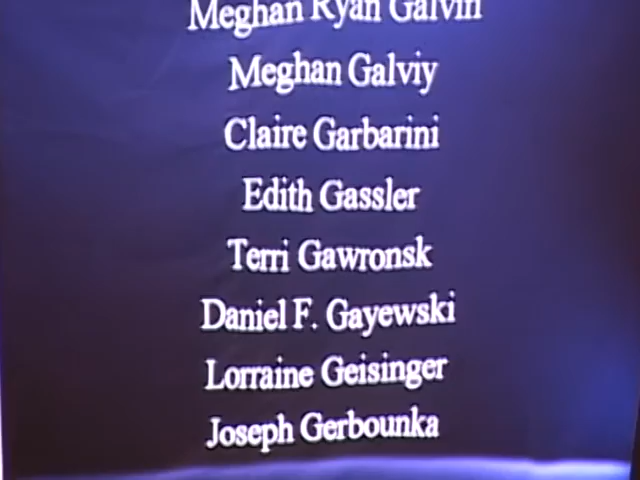 Meghan Ryan Galvin
Meghan Galviy
Claire Garbarini
Edith Gassler
Terri Gawronsk
Daniel F. Gayewski
Lorraine Geisinger
Joseph Gerbounka